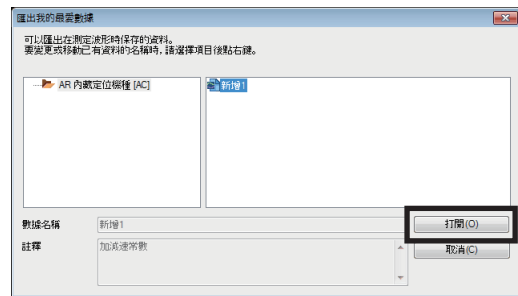 匯出我的最愛數據
可以匯出在測定波形時保存的資料。
要變更或移動已有資料的名稱時，請選擇項目後點右鍵。
AR 內藏定位機種 [AC]
新增1
數據名稱
新增1
打開(O)
註釋
加減速常數
取消(C)